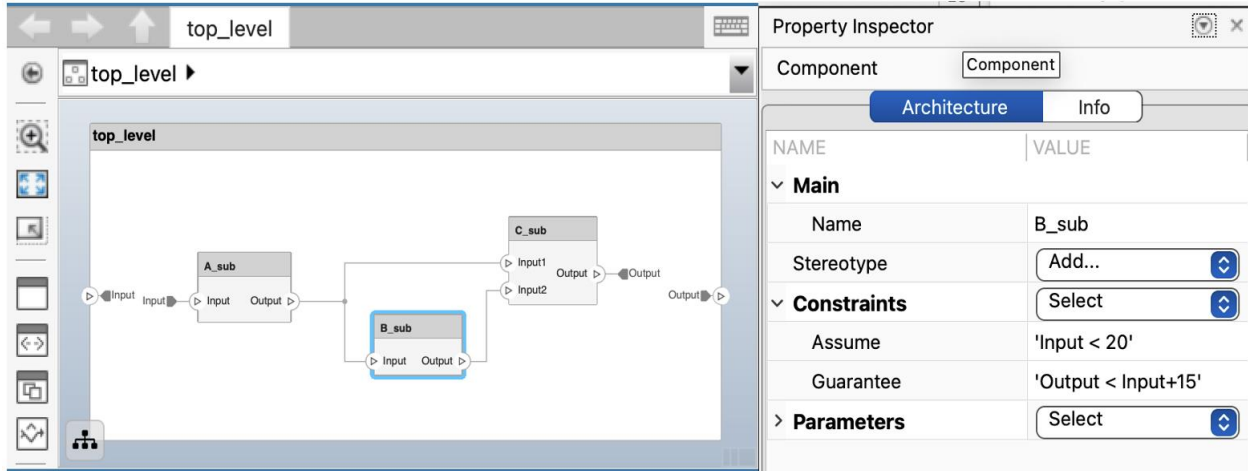 top_level
top_level
top_level
A_sub
Input
Output
B_sub
Input
Output
C_sub
Input1
Input2
Output
Input
Input
Output
Output
Property Inspector
Component
Component
Architecture
Info
NAME
VALUE
Main
Name
B_sub
Stereotype
Add...
Constraints
Select
Assume
'Input < 20'
Guarantee
'Output < Input+15'
Parameters
Select